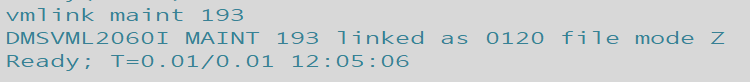 vmlink maint 193
DMSVML2060I MAINT 193 linked as 0120 file mode Z
Ready; T=0.01/0.01 12:05:06